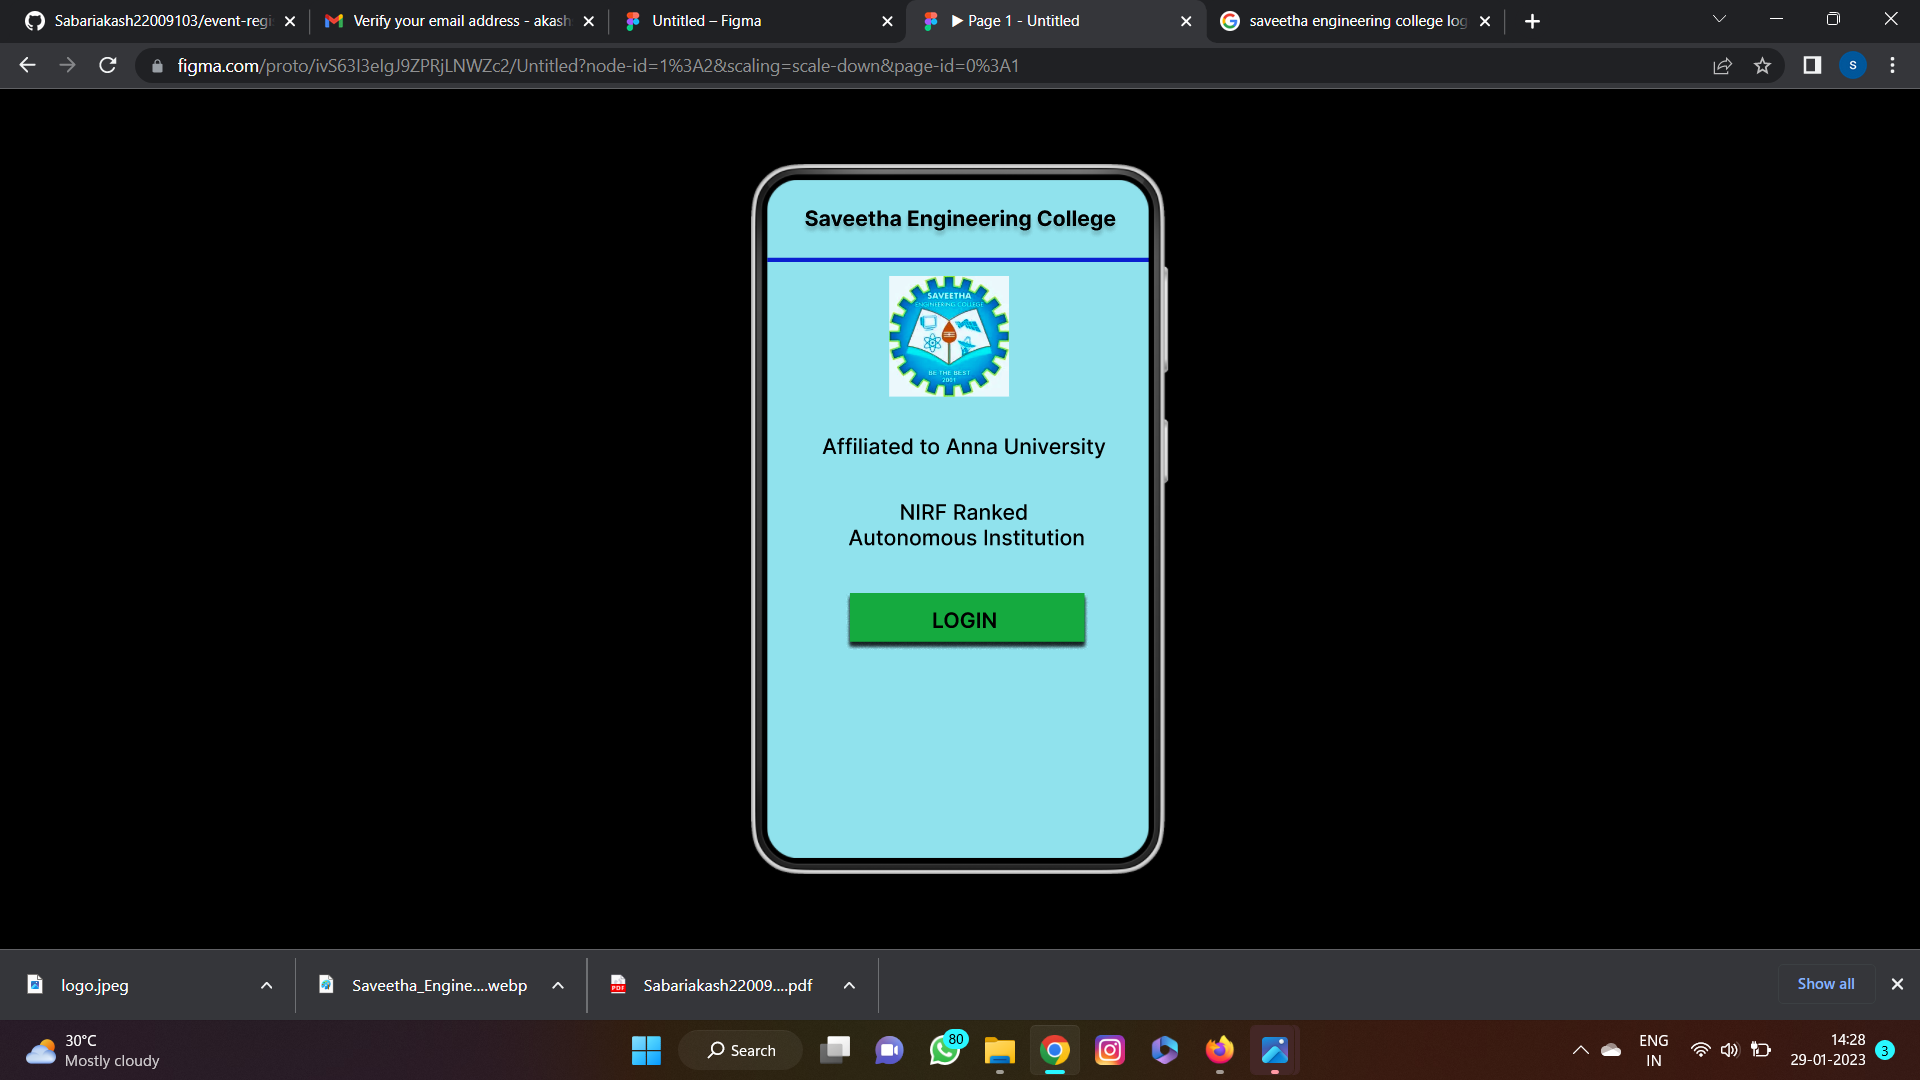 Sabariakash22009103/event-regi
Verify your email address - akash
Untitled – Figma
▶ Page 1 - Untitled
saveetha engineering college log
figma.com/proto/ivS63I3eIgJ9ZPRjLNWZc2/Untitled?node-id=1%3A2&scaling=scale-down&page-id=0%3A1
s
Saveetha Engineering College
SAVEETHA
ENGINEERING COLLEGE
BE THE BEST
2001
Affiliated to Anna University
NIRF Ranked
Autonomous Institution
LOGIN
logo.jpeg
Saveetha_Engine....webp
PDF
Sabariakash22009....pdf
Show all
30°C
Mostly cloudy
Search
80
ENG
IN
14:28
29-01-2023
3